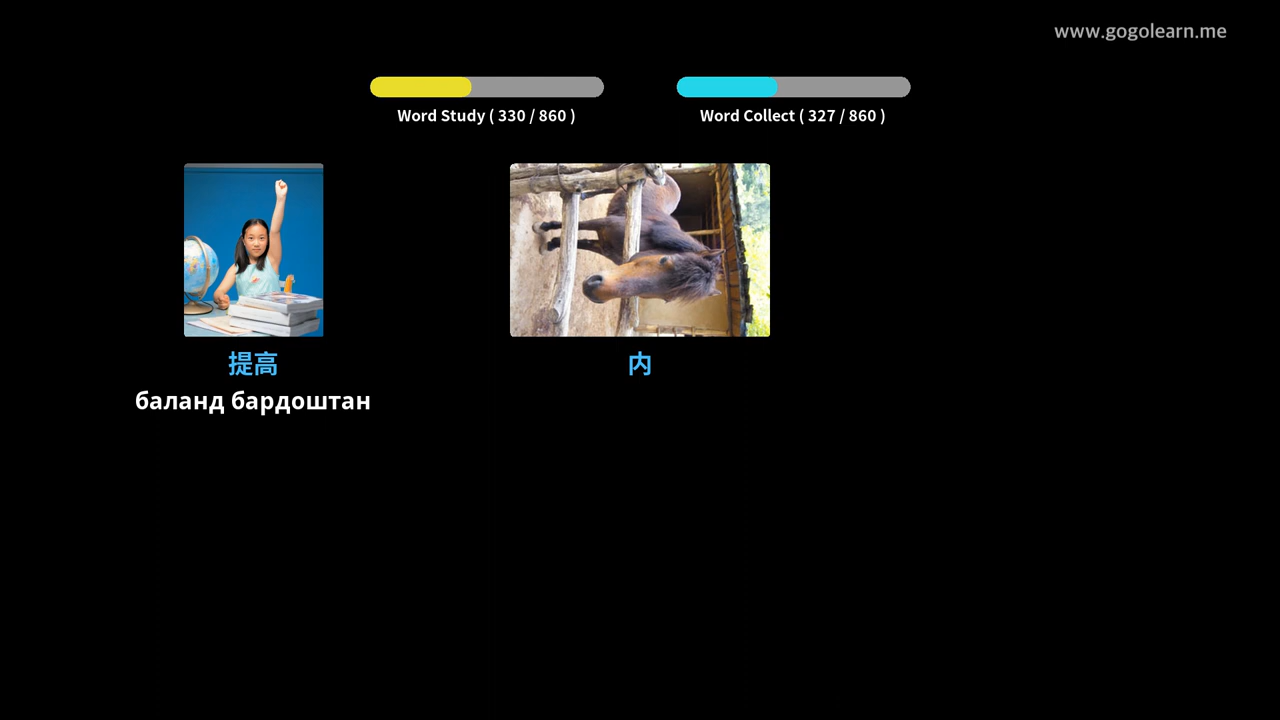 www.gogolearn.me
Word Study ( 330 / 860 )
Word Collect ( 327 / 860 )
提高
内
баланд бардоштан